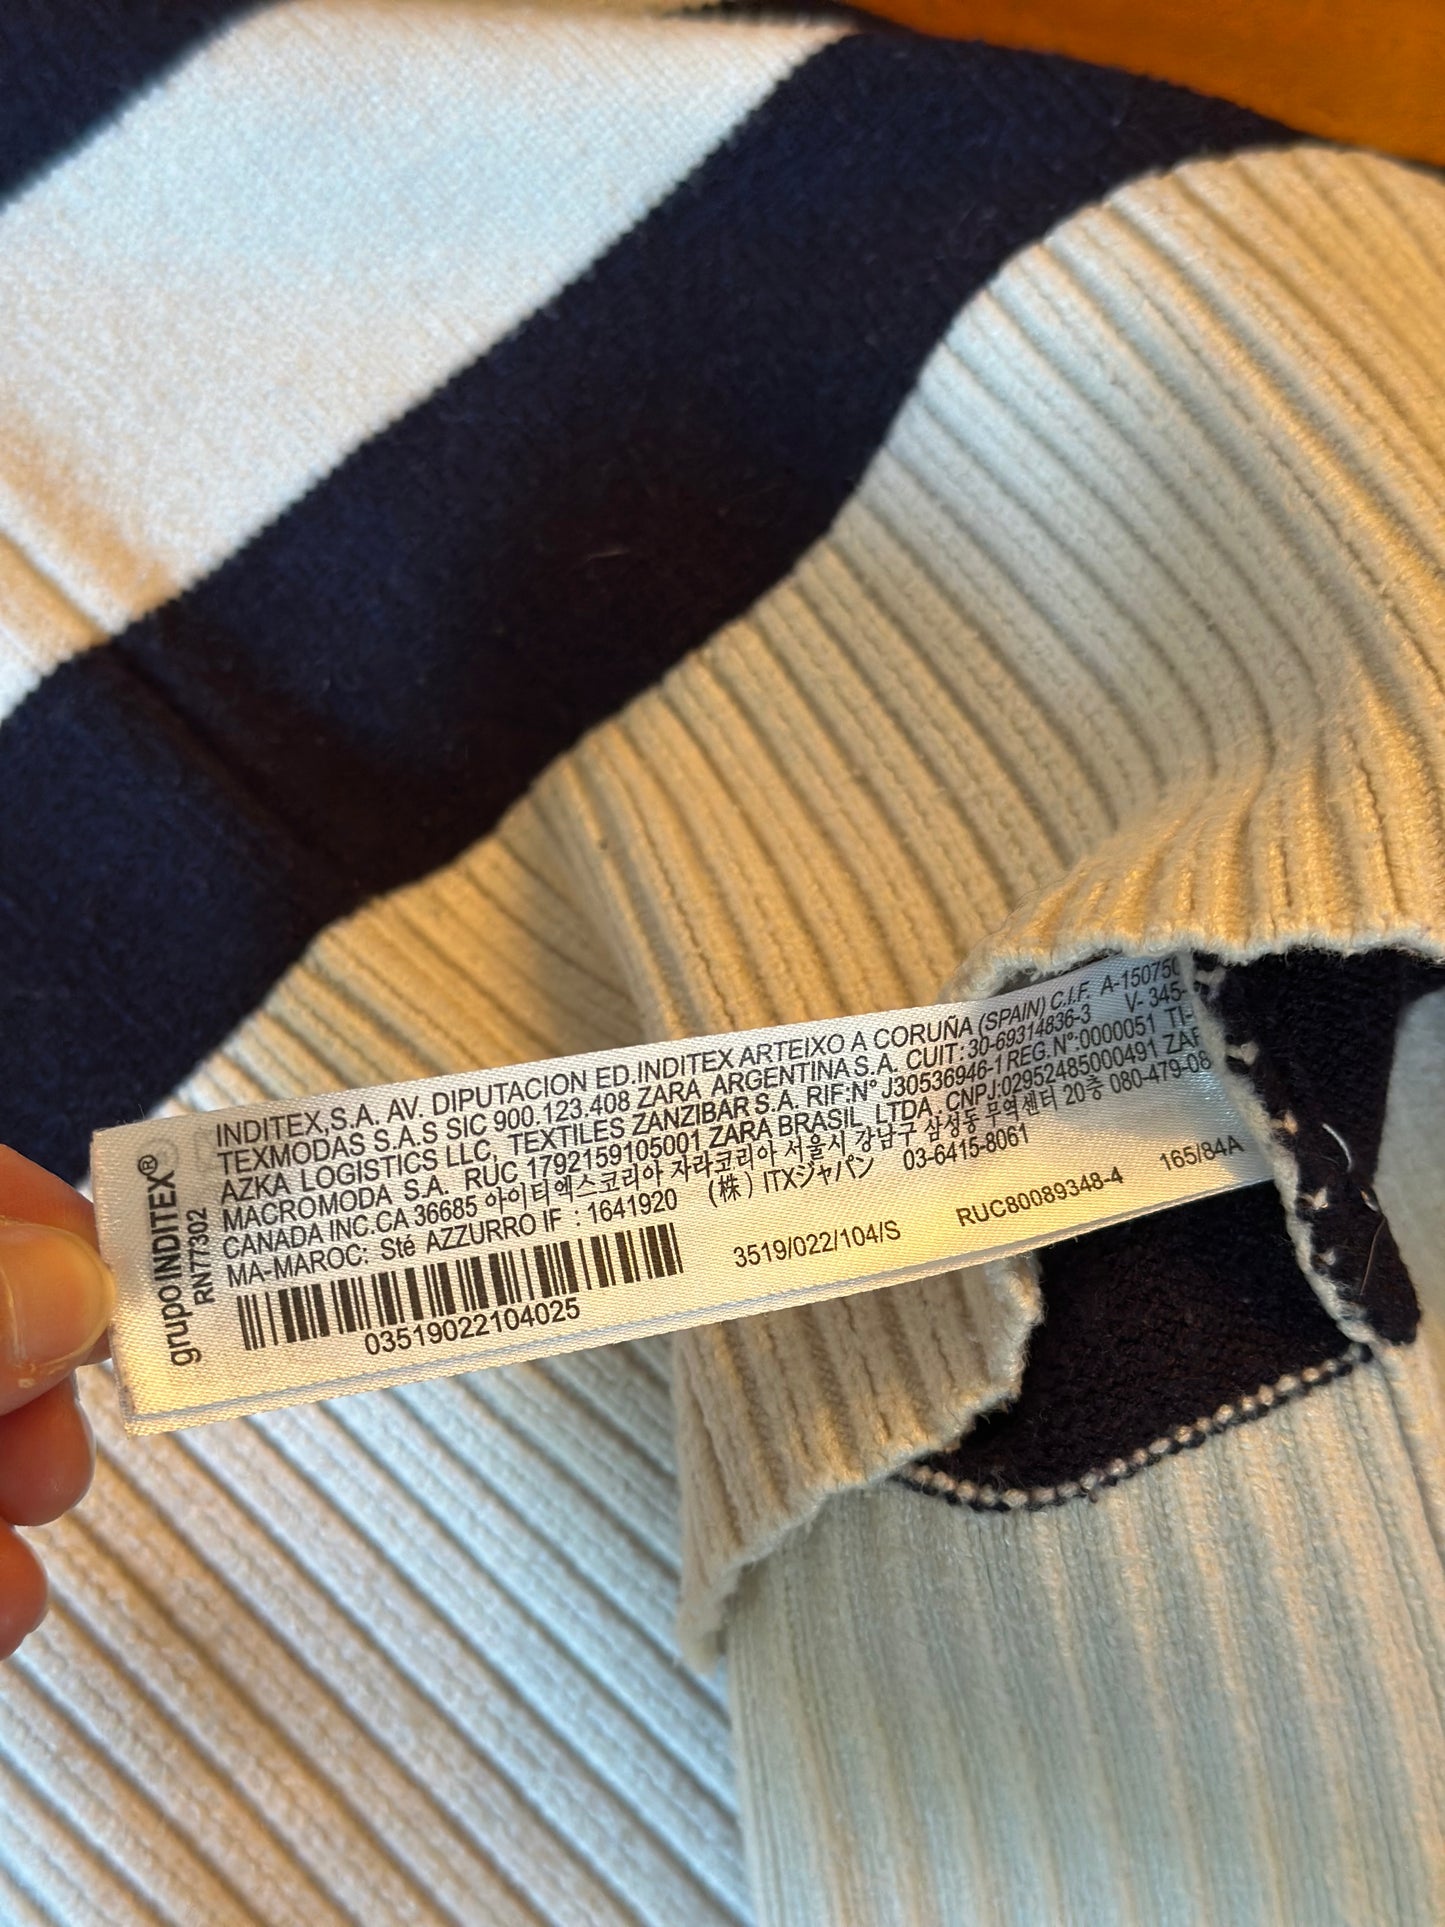 grupoINDITEX®
RN77302
INDITEX,S.A. AV. DIPUTACION ED.INDITEX ARTEIXO A CORUÑA (SPAIN) C.I.F. A-15075
TEXMODAS S.A.S SIC 900.123.408 ZARA ARGENTINA S.A. CUIT: 30-69314836-3 V- 345-
AZKA LOGISTICS LLC, TEXTILES ZANZIBAR S.A. RIF:N° J30536946-1 REG.N°:0000051 TI-
MACROMODA S.A. RUC 1792159105001 ZARA BRASIL, LTDA, CNPJ:02952485000491
CANADA INC.CA 36685 아이티엑스코리아 자라코리아 서울시 강남구 삼성동 무역센터 20층 080-479-08
MA-MAROC: Sté AZZURRO IF : 1641920 (株) ITXジャパン 03-6415-8061
03519022104025
3519/022/104/S RUC80089348-4 165/84A